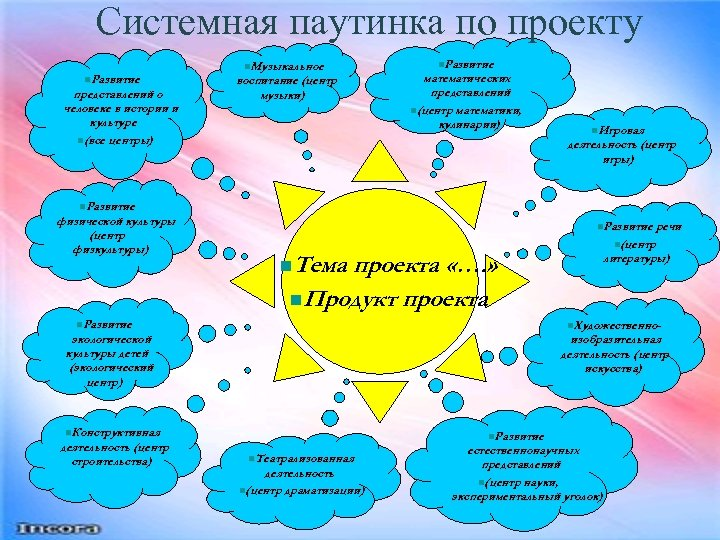 Системная паутинка по проекту
Развитие
представлений о
человеке в истории и
культуре
(все центры)
Музыкальное
воспитание (центр
музыки)
Развитие
математических
представлений
(центр математики,
кулинарии)
Игровая
деятельность (центр
игры)
Развитие
физической культуры
(центр
физкультуры)
Развитие речи
(центр
литературы)
Тема проекта «….»
Продукт проекта
Развитие
экологической
культуры детей
(экологический
центр)
Художественно-
изобразительная
деятельность (центр
искусства)
Конструктивная
деятельность (центр
строительства)
Театрализованная
деятельность
(центр драматизации)
Развитие
естественнонаучных
представлений
(центр науки,
экспериментальный уголок)
Incora